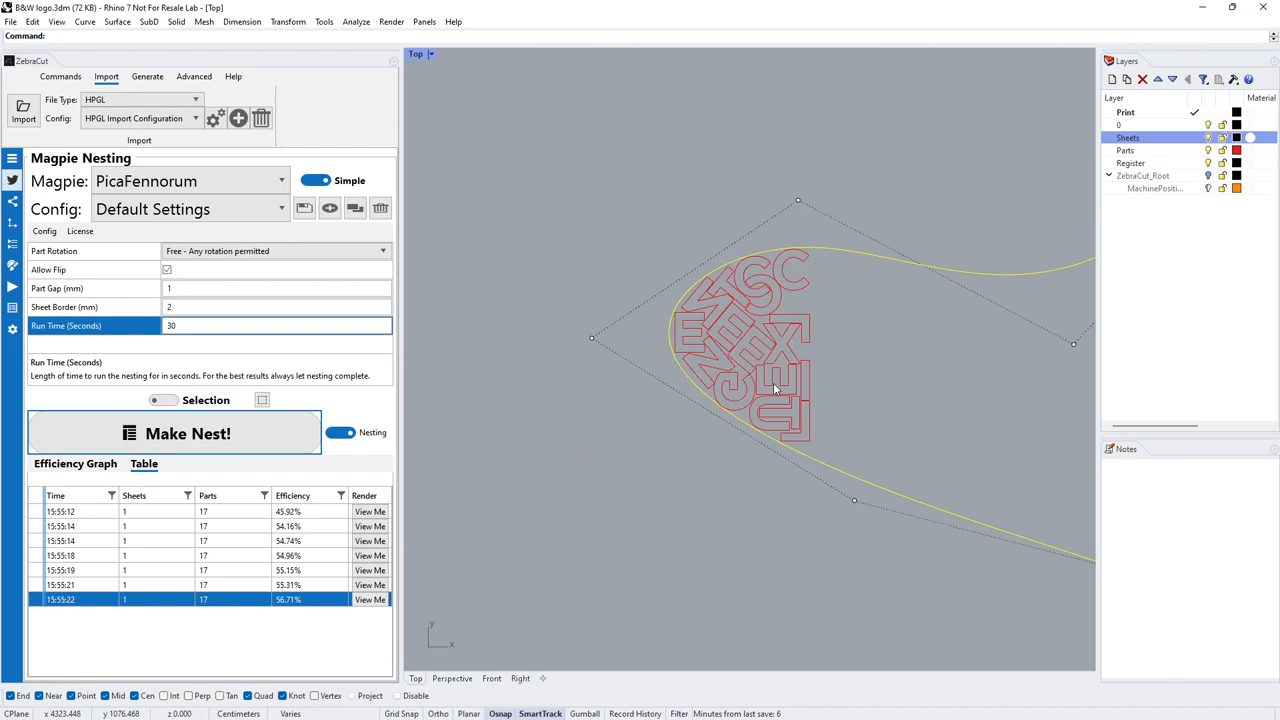 B&W logo.3dm (72 KB) - Rhino 7 Not For Resale Lab - [Top]
File Edit View Curve Surface SubD Solid Mesh Dimension Transform Tools Analyze Render Panels Help
Command:
ZebraCut
Commands Import Generate Advanced Help
File Type: HPGL
Import Config: HPGL Import Configuration
Import
Magpie Nesting
Magpie: PicaFennorum Simple
Config: Default Settings
Config License
Part Rotation Free - Any rotation permitted
Allow Flip
Part Gap (mm) 1
Sheet Border (mm) 2
Run Time (Seconds) 30
Run Time (Seconds)
Length of time to run the nesting for in seconds. For the best results always let nesting complete.
Selection
Make Nest! Nesting
Efficiency Graph Table
Time Sheets Parts Efficiency Render
15:55:12 1 17 45.92% View Me
15:55:14 1 17 54.16% View Me
15:55:14 1 17 54.74% View Me
15:55:18 1 17 54.96% View Me
15:55:19 1 17 55.15% View Me
15:55:21 1 17 55.31% View Me
15:55:22 1 17 56.71% View Me
Top
y
x
Top Perspective Front Right
Layers
Layer Material
Print
0
Sheets
Parts
Register
ZebraCut_Root
MachinePositi...
Notes
End Near Point Mid Cen Int Perp Tan Quad Knot Vertex Project Disable
CPlane x 4323.448 y 1076.468 z 0.000 Centimeters Varies Grid Snap Ortho Planar Osnap SmartTrack Gumball Record History Filter Minutes from last save: 6